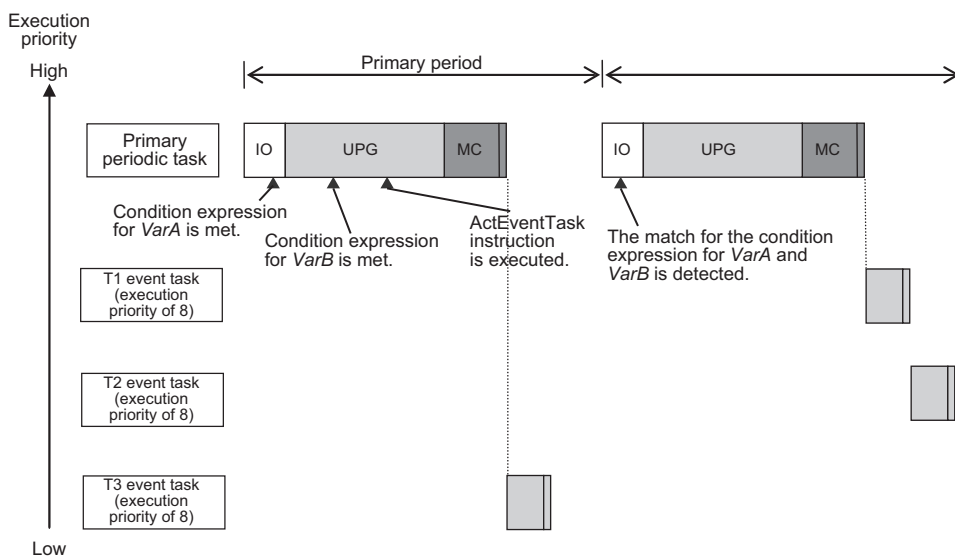 Execution
priority
High
Primary period
Primary
periodic task
IO
UPG
MC
IO
UPG
MC
Condition expression
for VarA is met.
Condition expression
for VarB is met.
ActEventTask
instruction
is executed.
The match for the condition
expression for VarA and
VarB is detected.
T1 event task
(execution
priority of 8)
T2 event task
(execution
priority of 8)
T3 event task
(execution
priority of 8)
Low